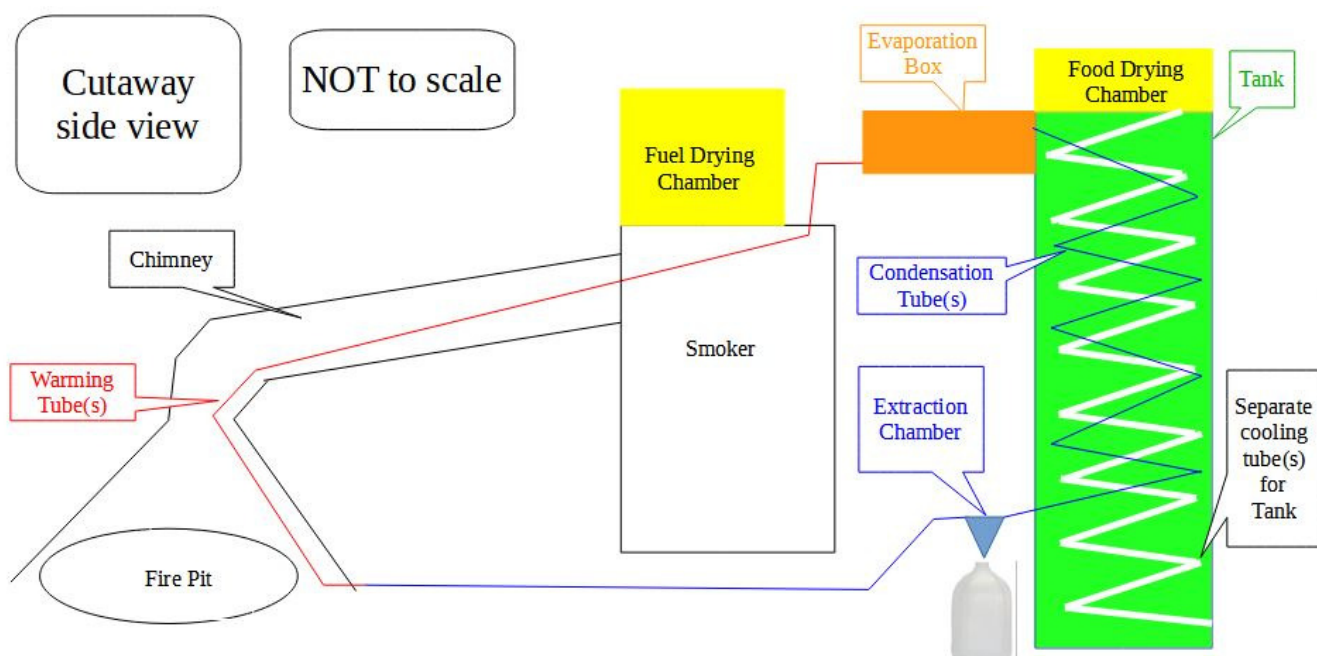 Cutaway
side view
NOT to scale
Evaporation
Box
Food Drying
Chamber
Tank
Fuel Drying
Chamber
Chimney
Condensation
Tube(s)
Smoker
Warming
Tube(s)
Extraction
Chamber
Separate
cooling
tube(s)
for
Tank
Fire Pit